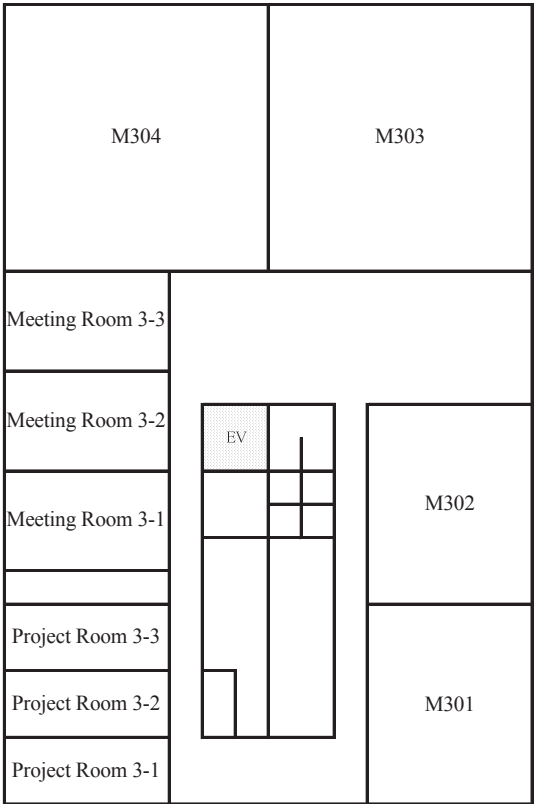 M304
M303
Meeting Room 3-3
Meeting Room 3-2
EV
Meeting Room 3-1
M302
Project Room 3-3
Project Room 3-2
M301
Project Room 3-1